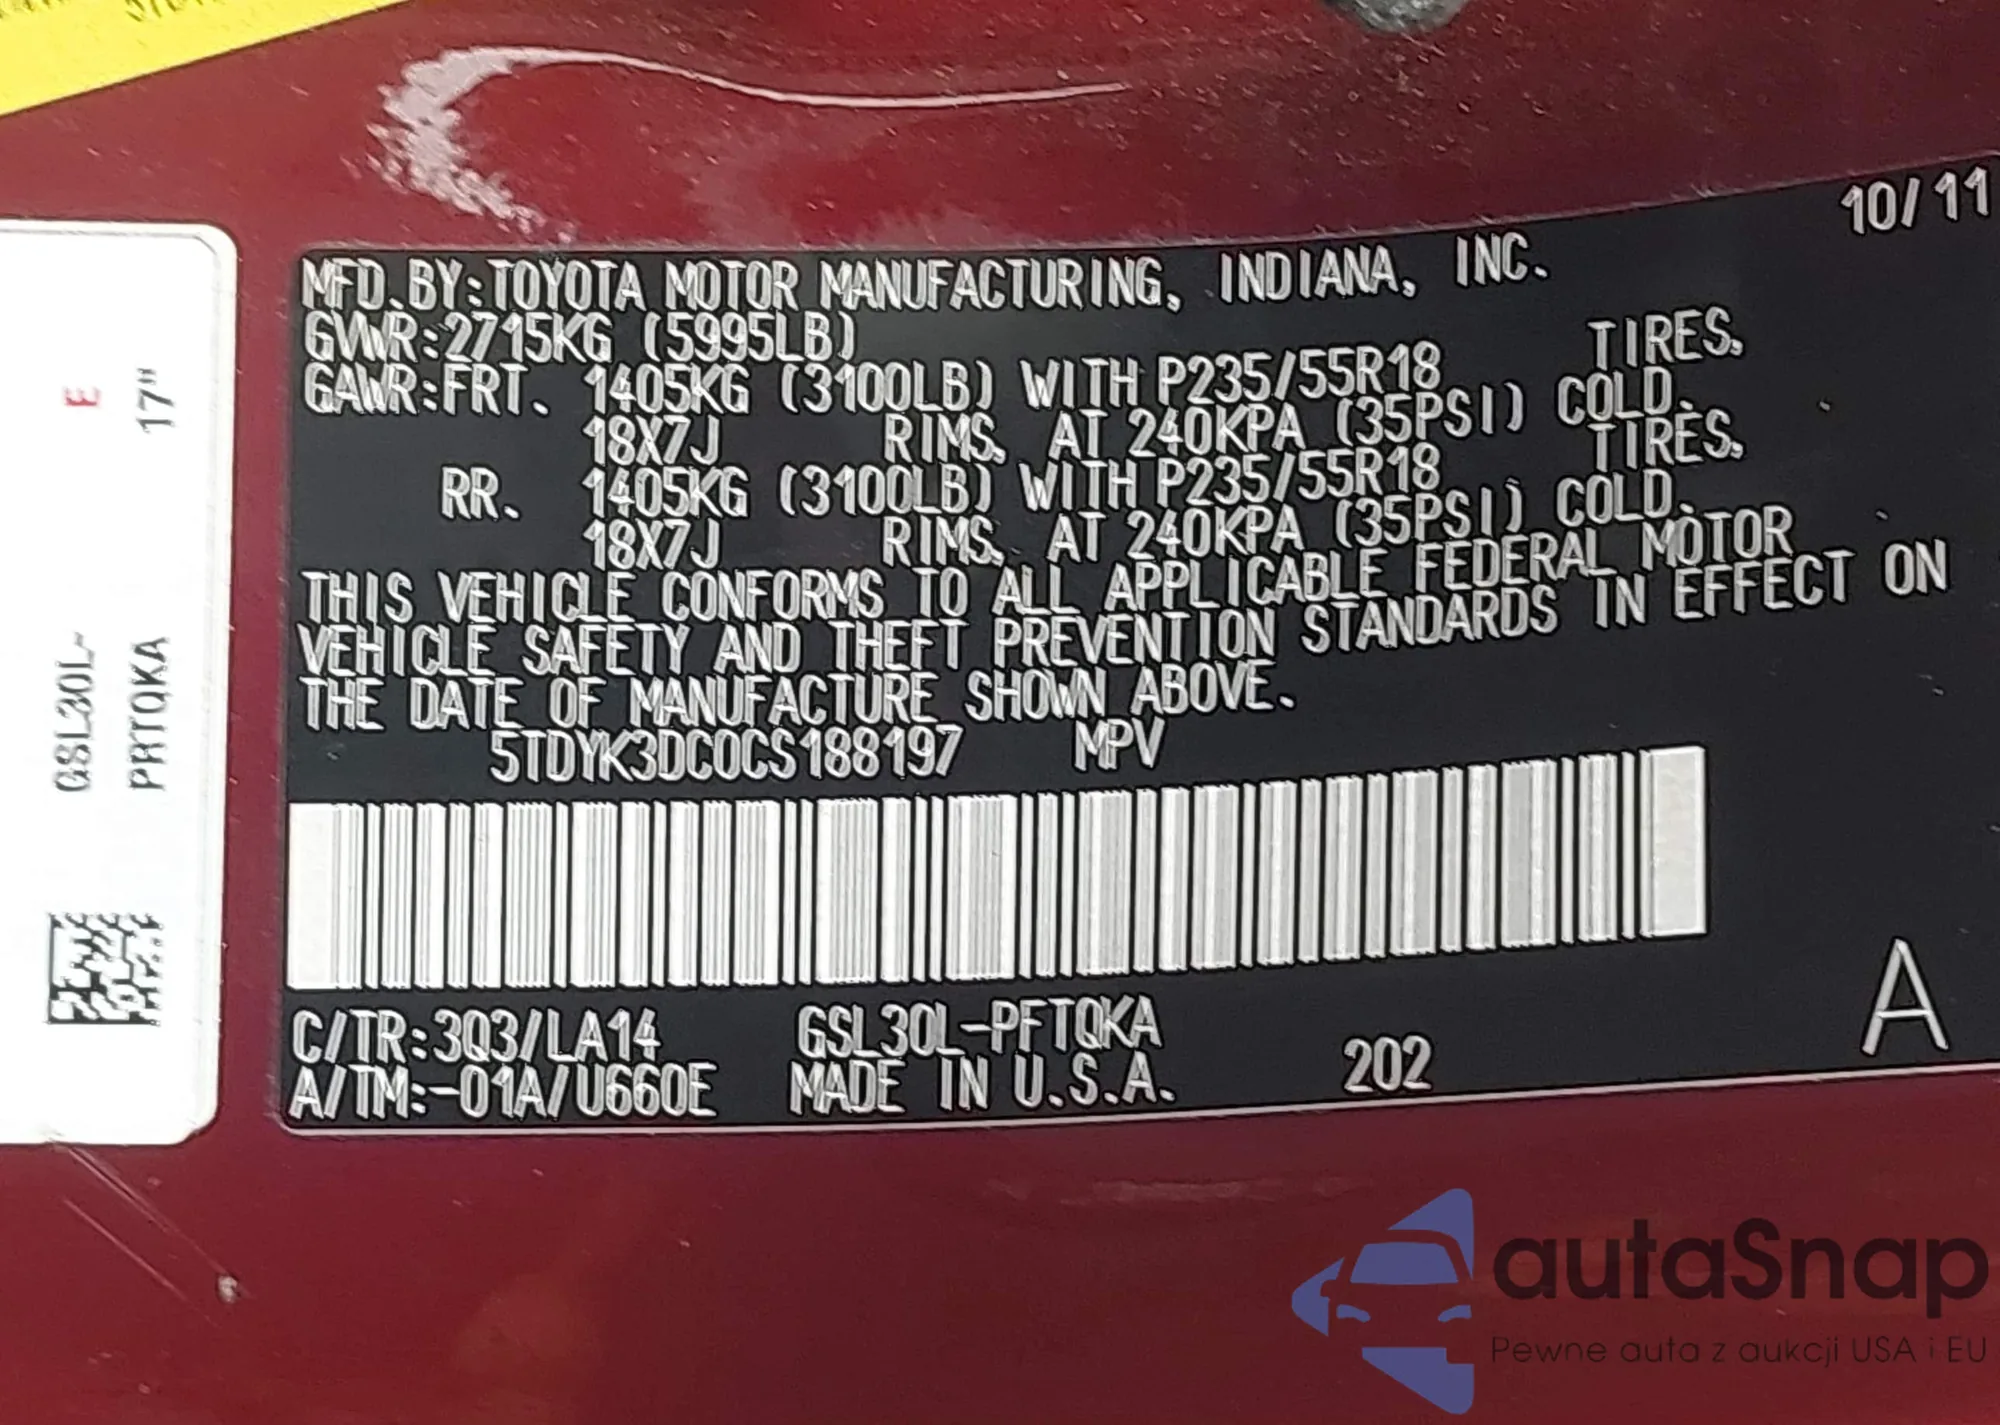 10/11
MFD.BY:TOYOTA MOTOR MANUFACTURING, INDIANA, INC.
GVWR:2715KG (5995LB)
GAWR:FRT. 1405KG (3100LB) WITH P235/55R18 TIRES,
18X7J RIMS, AT 240KPA (35PSI) COLD.
RR. 1405KG (3100LB) WITH P235/55R18 TIRES,
18X7J RIMS, AT 240KPA (35PSI) COLD.
THIS VEHICLE CONFORMS TO ALL APPLICABLE FEDERAL MOTOR
VEHICLE SAFETY AND THEFT PREVENTION STANDARDS IN EFFECT ON
THE DATE OF MANUFACTURE SHOWN ABOVE.
5TDYK3DC0CS188197 MPV
C/TR:3Q3/LA14 GSL30L-PFTQKA
A/TM:-01A/U660E MADE IN U.S.A. 202
A
GSL30L- E
PRTQKA 17"
autaSnap
Pewne auta z aukcji USA i EU